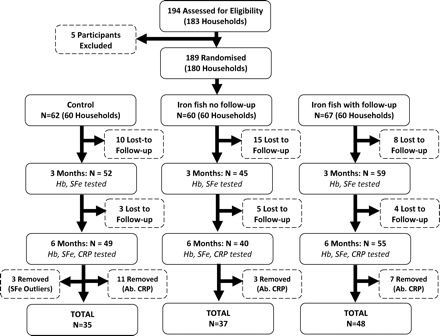 194 Assessed for Eligibility
(183 Households)
5 Participants
Excluded
189 Randomised
(180 Households)
Control
N=62 (60 Households)
Iron fish no follow-up
N=60 (60 Households)
Iron fish with follow-up
N=67 (60 Households)
10 Lost-to
Follow-up
15 Lost to
Follow-up
8 Lost to
Follow-up
3 Months: N = 52
Hb, SFe tested
3 Months: N = 45
Hb, SFe tested
3 Months: N = 59
Hb, SFe tested
3 Lost to
Follow-up
5 Lost to
Follow-up
4 Lost to
Follow-up
6 Months: N = 49
Hb, SFe, CRP tested
6 Months: N = 40
Hb, SFe, CRP tested
6 Months: N = 55
Hb, SFe, CRP tested
3 Removed
(SFe Outliers)
11 Removed
(Ab. CRP)
3 Removed
(Ab. CRP)
7 Removed
(Ab. CRP)
TOTAL
N=35
TOTAL
N=37
TOTAL
N=48